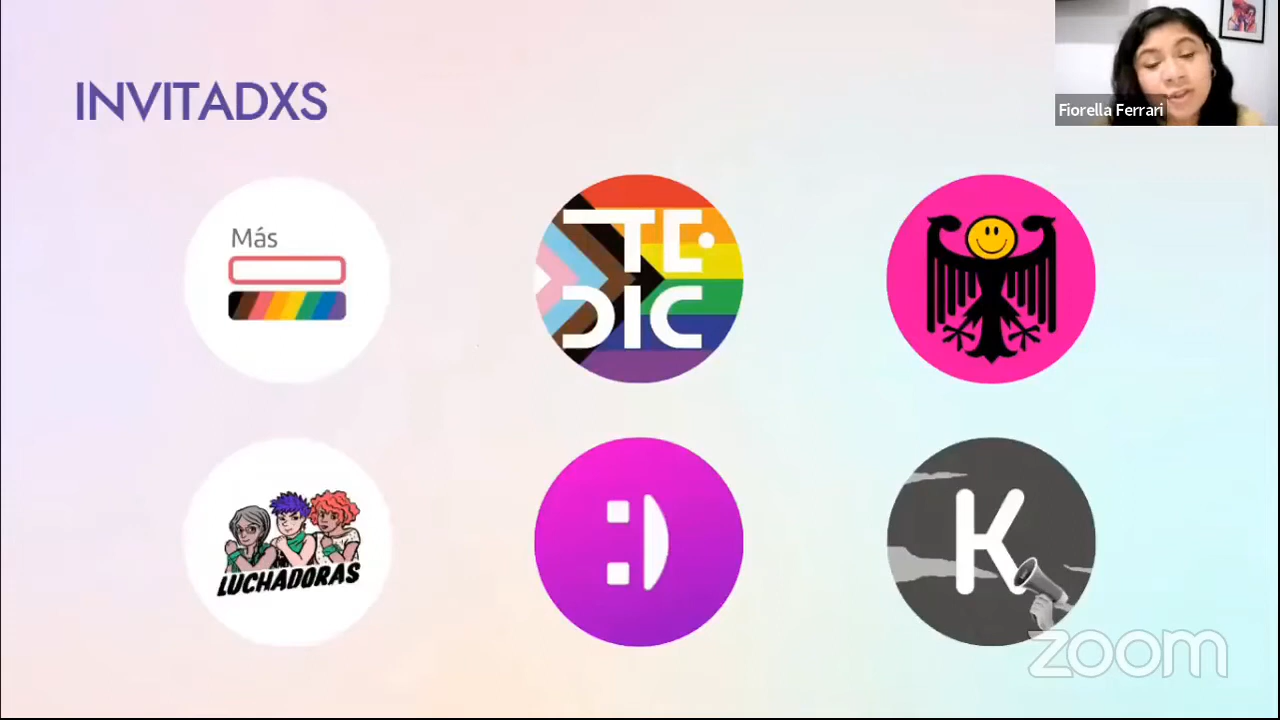 INVITADXS
Fiorella Ferrari
Más
TE
DIC
LUCHADORAS
:D
K
zoom